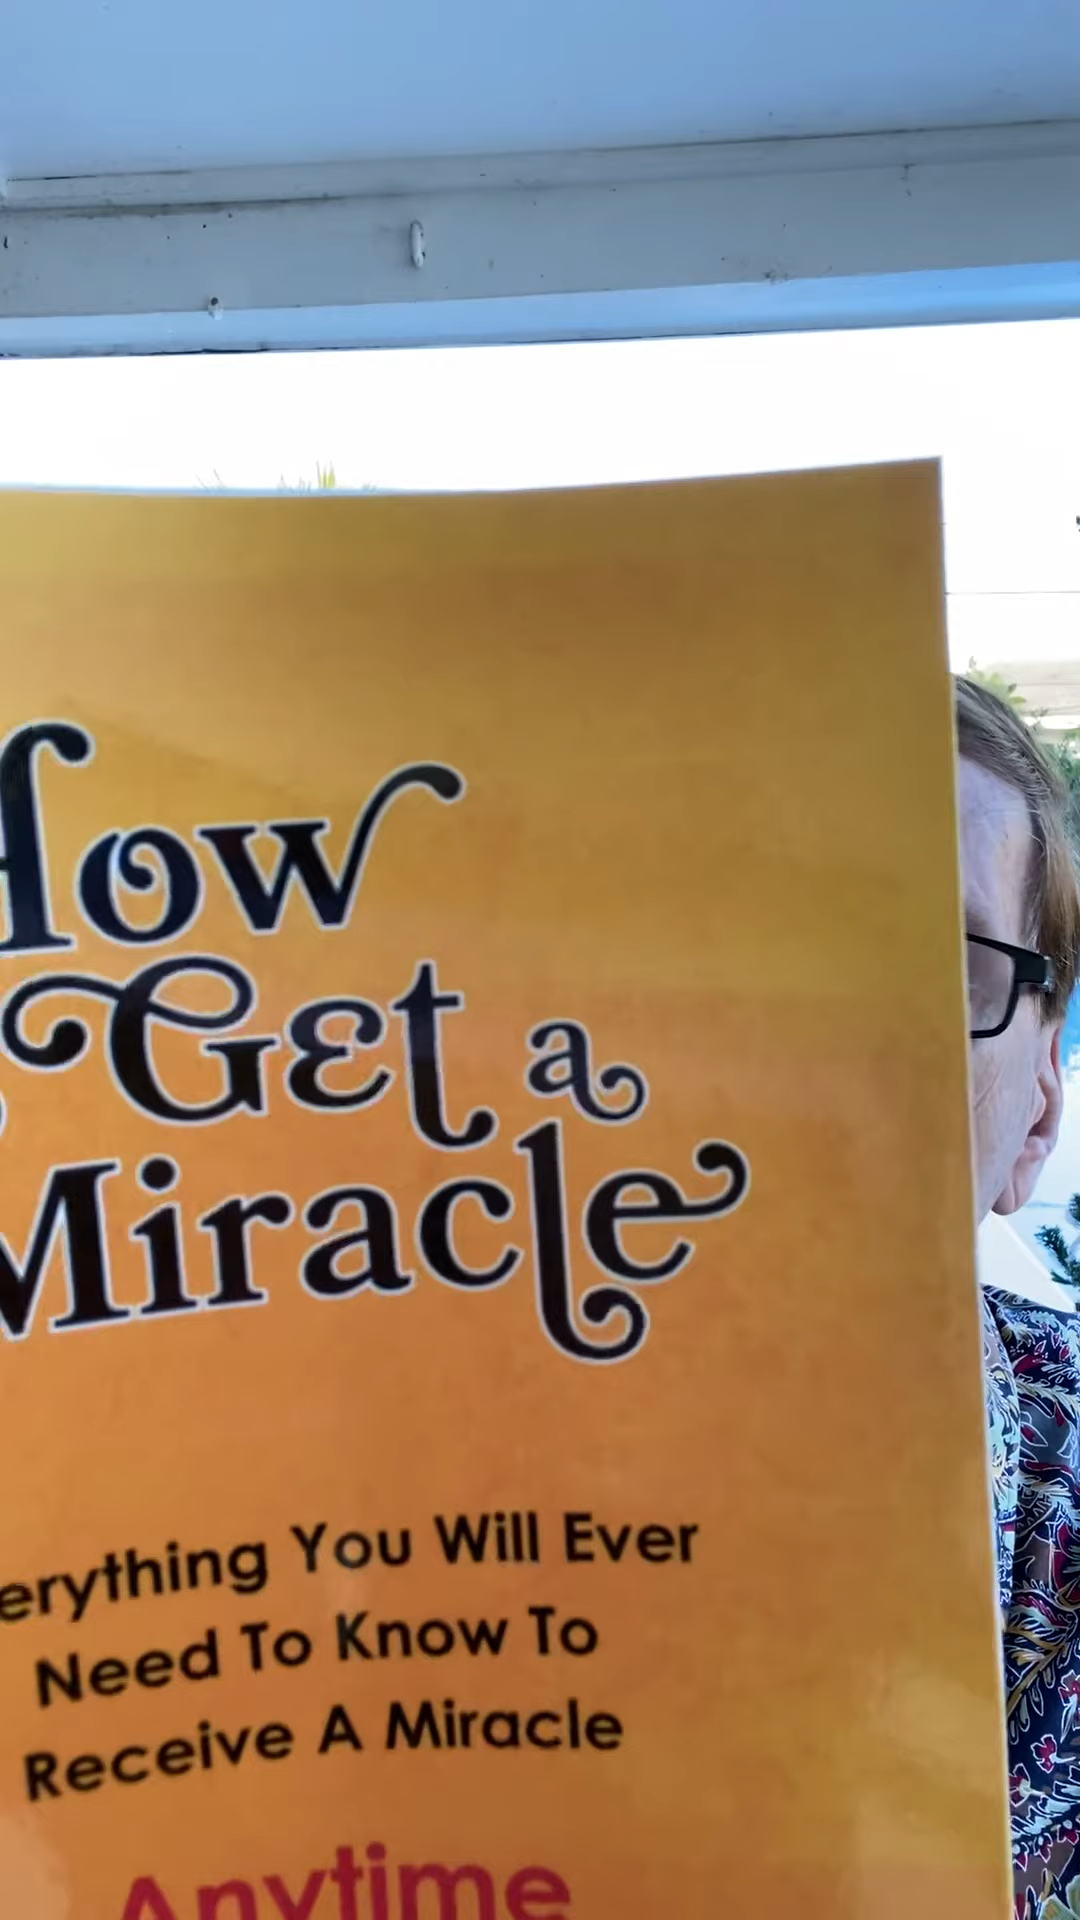 How
Get a
Miracle
erything You Will Ever
Need To Know To
Receive A Miracle
Anytime